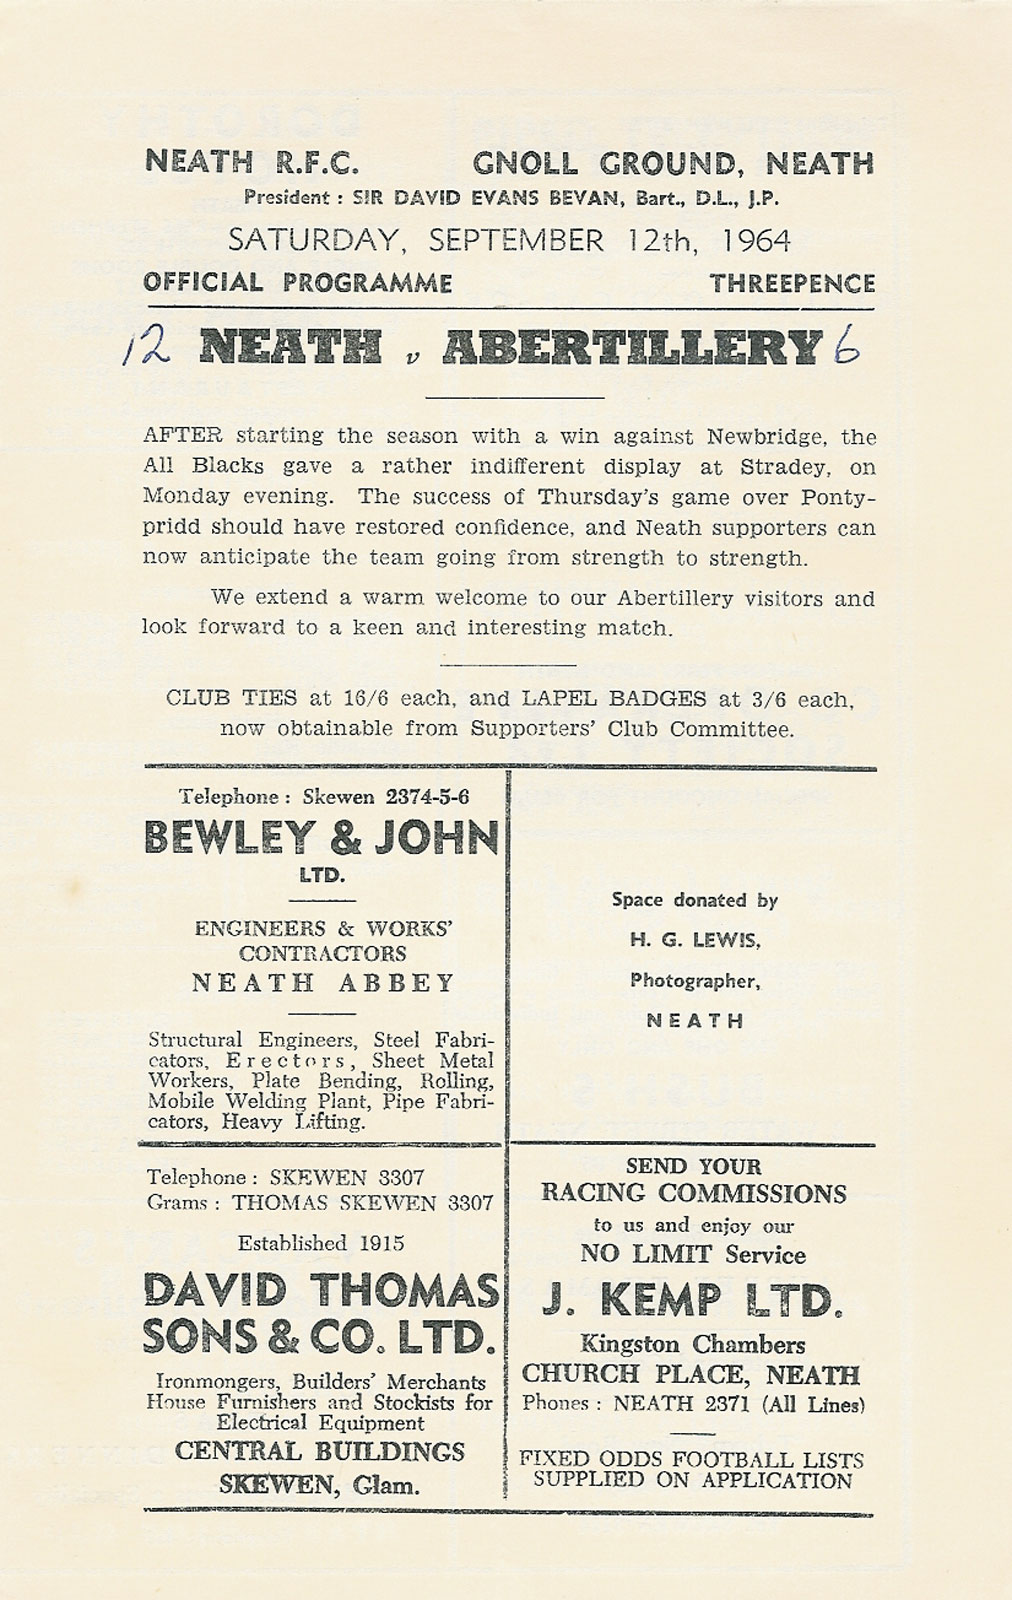 NEATH R.F.C. GNOLL GROUND, NEATH
President : SIR DAVID EVANS BEVAN, Bart., D.L., J.P.
SATURDAY, SEPTEMBER 12th, 1964
OFFICIAL PROGRAMME THREEPENCE
12 NEATH v ABERTILLERY 6
AFTER starting the season with a win against Newbridge, the
All Blacks gave a rather indifferent display at Stradey, on
Monday evening. The success of Thursday's game over Ponty-
pridd should have restored confidence, and Neath supporters can
now anticipate the team going from strength to strength.
We extend a warm welcome to our Abertillery visitors and
look forward to a keen and interesting match.
CLUB TIES at 16/6 each, and LAPEL BADGES at 3/6 each,
now obtainable from Supporters' Club Committee.
Telephone : Skewen 2374-5-6
BEWLEY & JOHN
LTD.
ENGINEERS & WORKS'
CONTRACTORS
NEATH ABBEY
Structural Engineers, Steel Fabri-
cators, Erectors, Sheet Metal
Workers, Plate Bending, Rolling,
Mobile Welding Plant, Pipe Fabri-
cators, Heavy Lifting.
Space donated by
H. G. LEWIS,
Photographer,
NEATH
Telephone : SKEWEN 3307
Grams : THOMAS SKEWEN 3307
Established 1915
DAVID THOMAS
SONS & CO. LTD.
Ironmongers, Builders' Merchants
House Furnishers and Stockists for
Electrical Equipment
CENTRAL BUILDINGS
SKEWEN, Glam.
SEND YOUR
RACING COMMISSIONS
to us and enjoy our
NO LIMIT Service
J. KEMP LTD.
Kingston Chambers
CHURCH PLACE, NEATH
Phones : NEATH 2371 (All Lines)
FIXED ODDS FOOTBALL LISTS
SUPPLIED ON APPLICATION